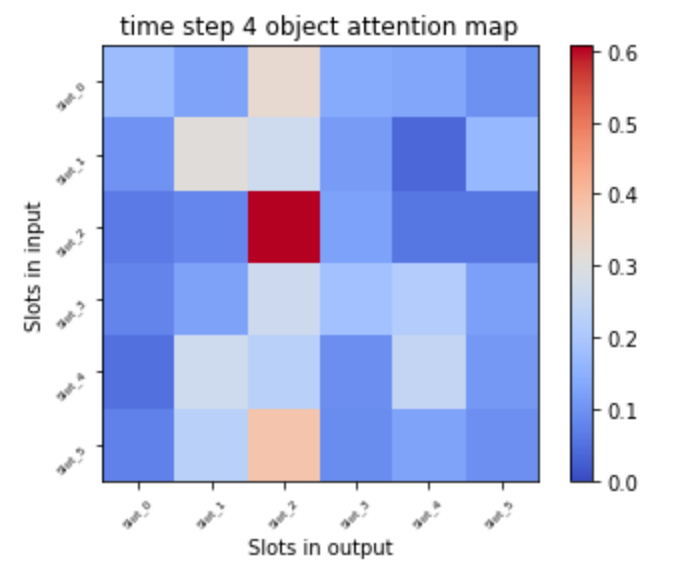 time step 4 object attention map
Slots in input
Slot_0
Slot_1
Slot_2
Slot_3
Slot_4
Slot_5
Slot_0
Slot_1
Slot_2
Slot_3
Slot_4
Slot_5
Slots in output
0.6
0.5
0.4
0.3
0.2
0.1
0.0